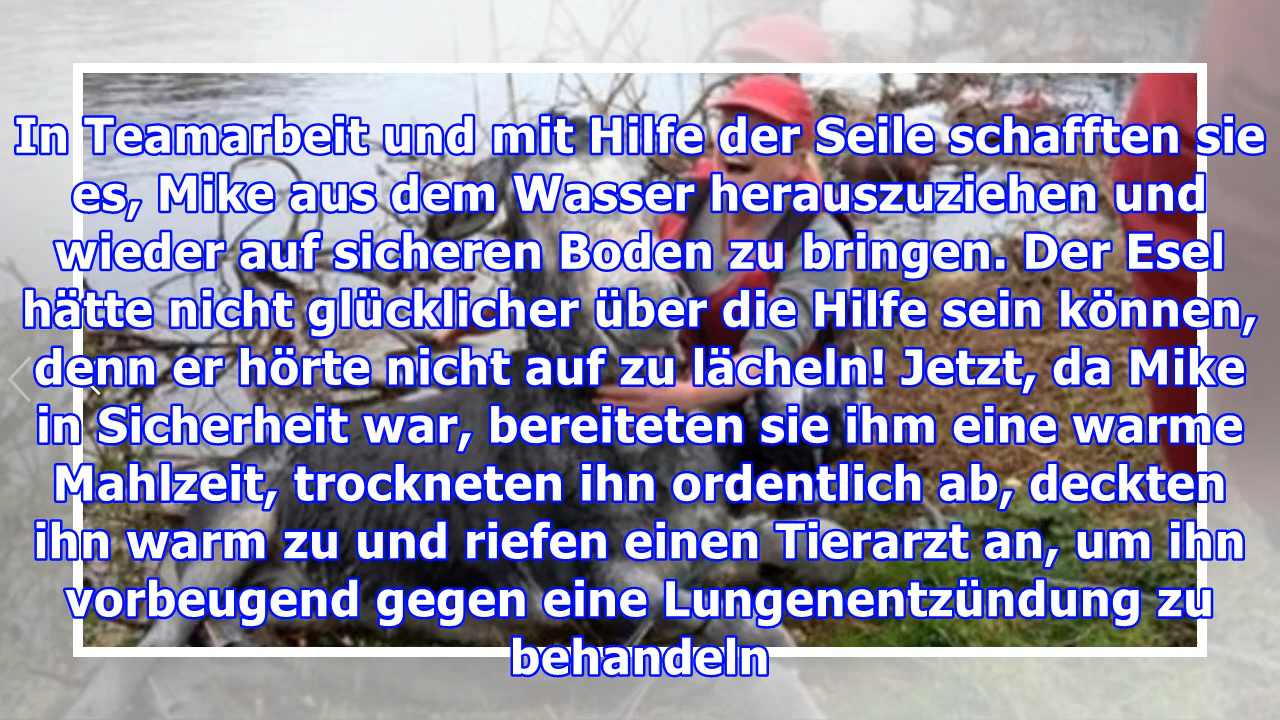 In Teamarbeit und mit Hilfe der Seile schafften sie
es, Mike aus dem Wasser herauszuziehen und
wieder auf sicheren Boden zu bringen. Der Esel
hätte nicht glücklicher über die Hilfe sein können,
denn er hörte nicht auf zu lächeln! Jetzt, da Mike
in Sicherheit war, bereiteten sie ihm eine warme
Mahlzeit, trockneten ihn ordentlich ab, deckten
ihn warm zu und riefen einen Tierarzt an, um ihn
vorbeugend gegen eine Lungenentzündung zu
behandeln